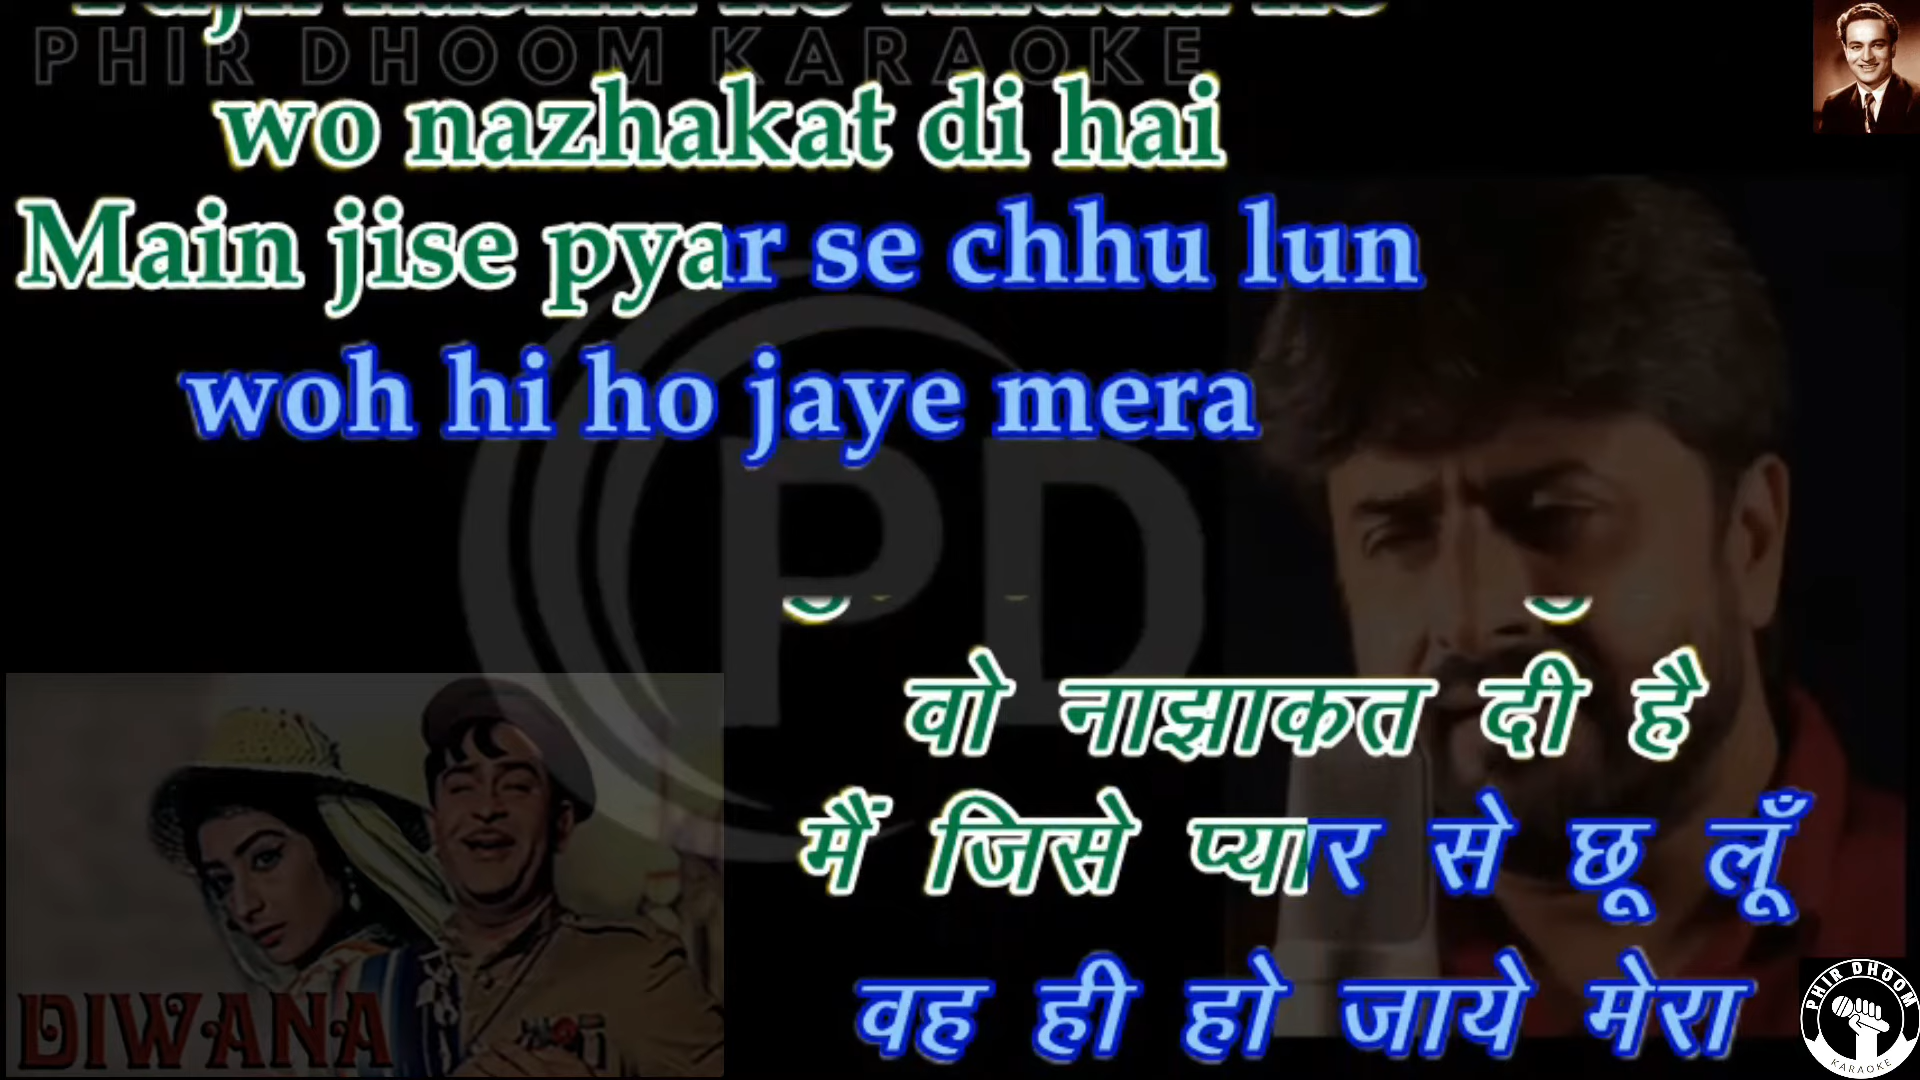 PHIR DHOOM KARAOKE
wo nazhakat di hai
Main jise pyar se chhu lun
woh hi ho jaye mera
PD
वो नाझाकत दी है
मैं जिसे प्यार से छू लूँ
वह ही हो जाये मेरा
DIWANA
PHIR DHOOM
KARAOKE